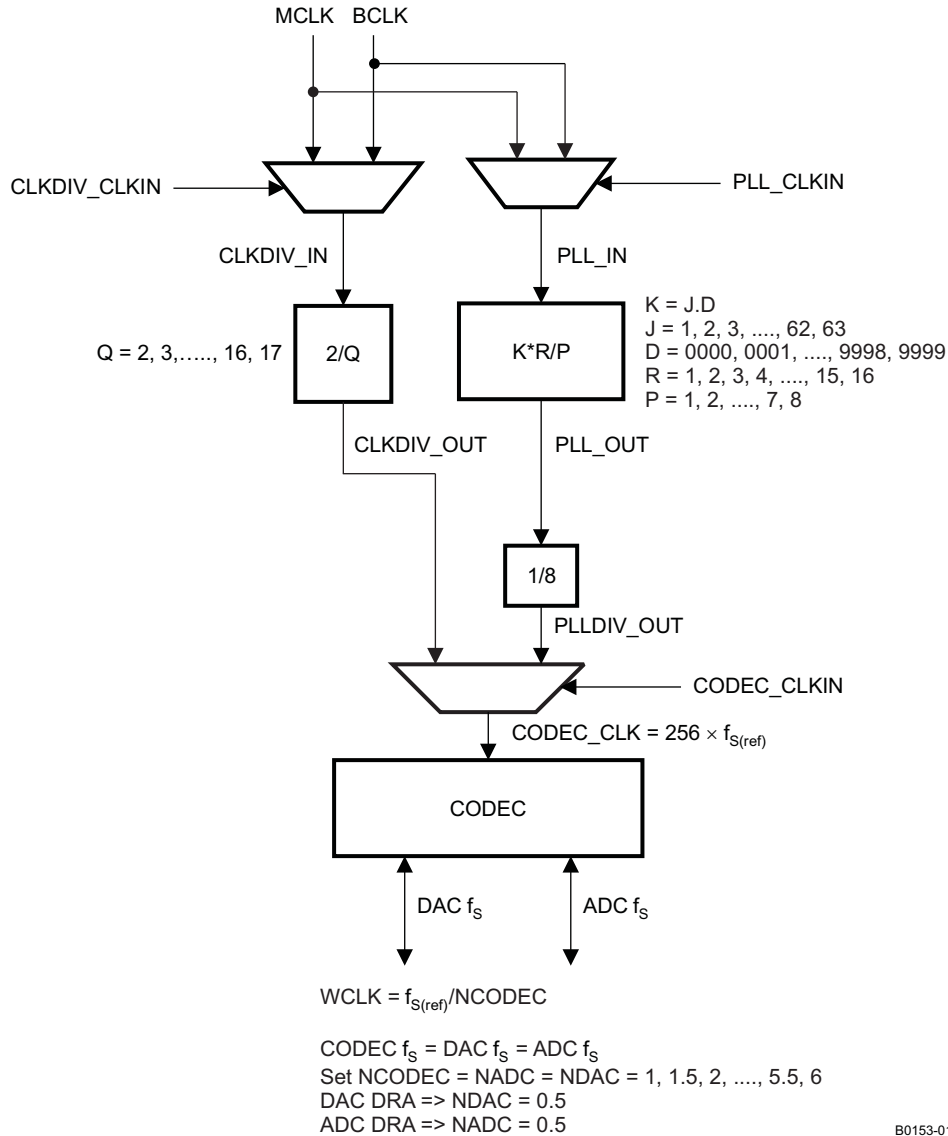 MCLK BCLK
CLKDIV_CLKIN
PLL_CLKIN
CLKDIV_IN
PLL_IN
Q = 2, 3,….., 16, 17
2/Q
K*R/P
K = J.D
J = 1, 2, 3, ...., 62, 63
D = 0000, 0001, ...., 9998, 9999
R = 1, 2, 3, 4, ...., 15, 16
P = 1, 2, ...., 7, 8
CLKDIV_OUT
PLL_OUT
1/8
PLLDIV_OUT
CODEC_CLKIN
CODEC_CLK = 256 × fS(ref)
CODEC
DAC fS
ADC fS
WCLK = fS(ref)/NCODEC
CODEC fS = DAC fS = ADC fS
Set NCODEC = NADC = NDAC = 1, 1.5, 2, ...., 5.5, 6
DAC DRA => NDAC = 0.5
ADC DRA => NADC = 0.5